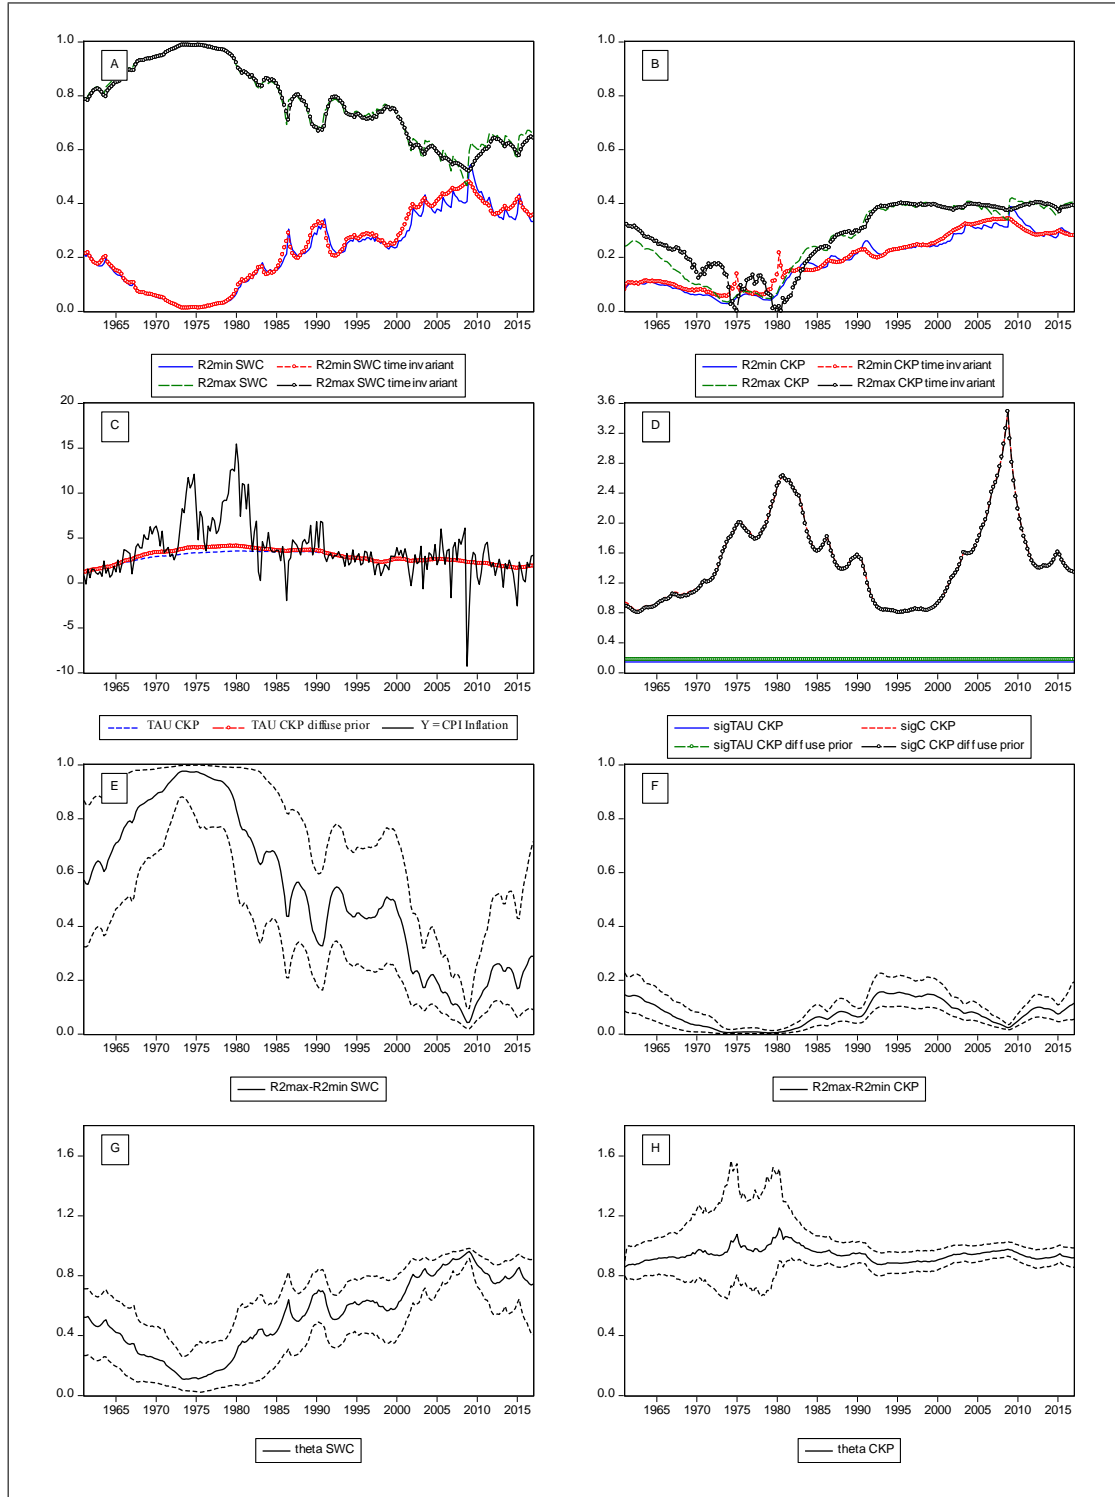 A
1.0
0.8
0.6
0.4
0.2
0.0
1965 1970 1975 1980 1985 1990 1995 2000 2005 2010 2015
R2min SWC R2min SWC time invariant
R2max SWC R2max SWC time invariant
B
1.0
0.8
0.6
0.4
0.2
0.0
1965 1970 1975 1980 1985 1990 1995 2000 2005 2010 2015
R2min CKP R2min CKP time invariant
R2max CKP R2max CKP time invariant
C
20
15
10
5
0
-5
-10
1965 1970 1975 1980 1985 1990 1995 2000 2005 2010 2015
TAU CKP TAU CKP diffuse prior Y = CPI Inflation
D
3.6
3.2
2.8
2.4
2.0
1.6
1.2
0.8
0.4
0.0
1965 1970 1975 1980 1985 1990 1995 2000 2005 2010 2015
sigTAU CKP sigC CKP
sigTAU CKP diffuse prior sigC CKP diffuse prior
E
1.0
0.8
0.6
0.4
0.2
0.0
1965 1970 1975 1980 1985 1990 1995 2000 2005 2010 2015
R2max-R2min SWC
F
1.0
0.8
0.6
0.4
0.2
0.0
1965 1970 1975 1980 1985 1990 1995 2000 2005 2010 2015
R2max-R2min CKP
G
1.6
1.2
0.8
0.4
0.0
1965 1970 1975 1980 1985 1990 1995 2000 2005 2010 2015
theta SWC
H
1.6
1.2
0.8
0.4
0.0
1965 1970 1975 1980 1985 1990 1995 2000 2005 2010 2015
theta CKP